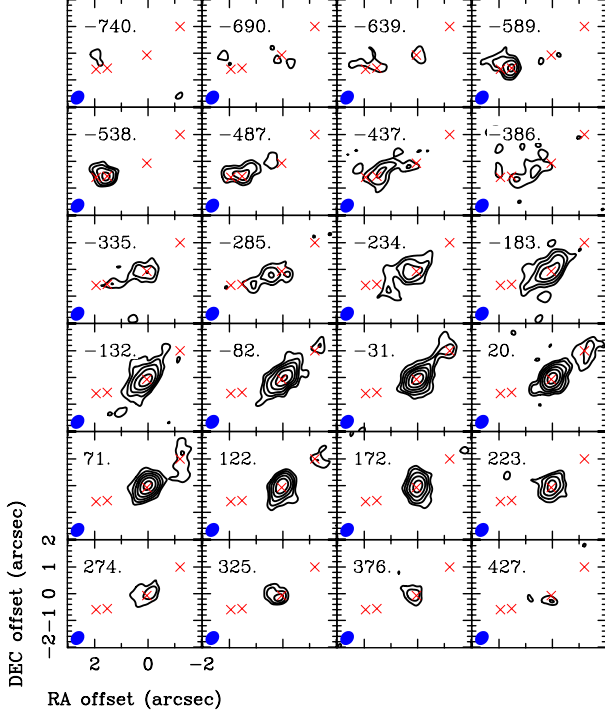 −740. −690. −639. −589.
−538. −487. −437. −386.
−335. −285. −234. −183.
−132. −82. −31. 20.
71. 122. 172. 223.
274. 325. 376. 427.
DEC offset (arcsec)
2
1
0
−1
−2
2 0 −2
RA offset (arcsec)